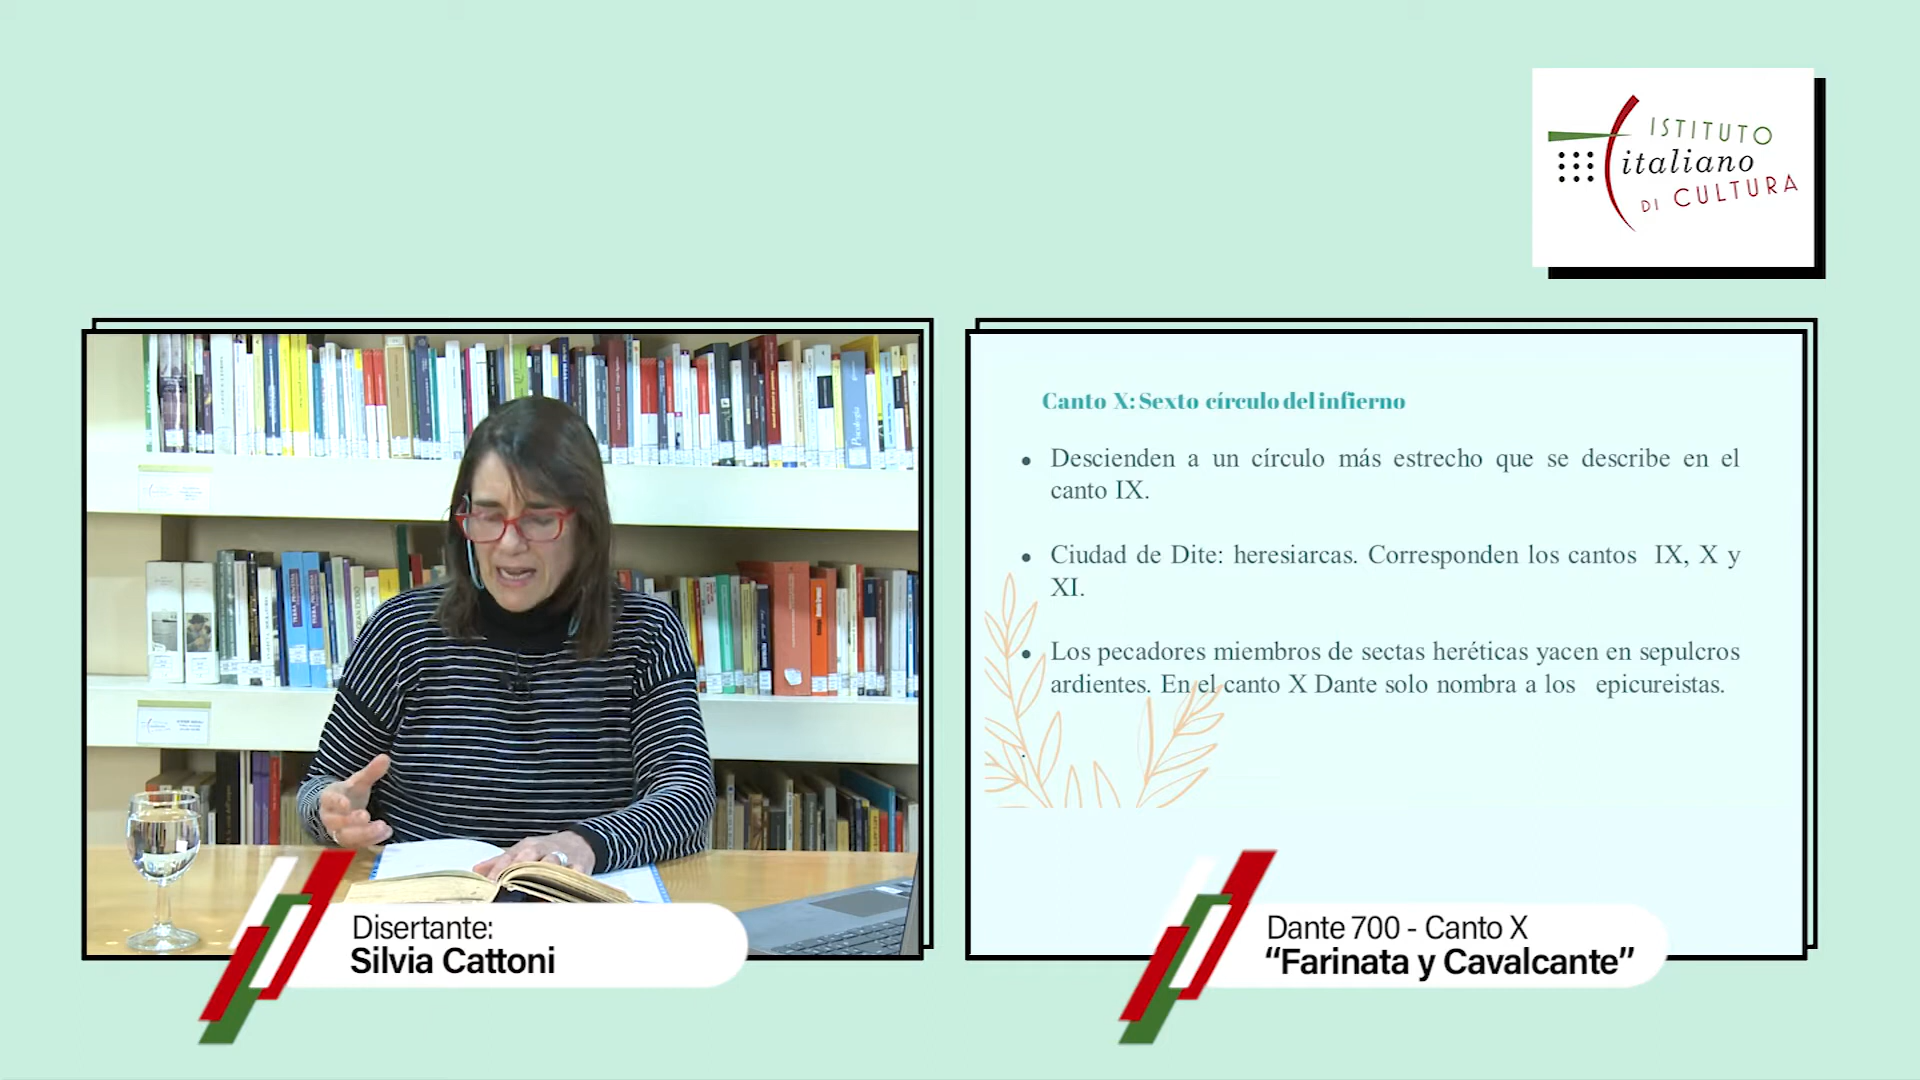 ISTITUTO
italiano
DI CULTURA
Canto X: Sexto círculo del infierno
• Descienden a un círculo más estrecho que se describe en el
canto IX.
• Ciudad de Dite: heresiarcas. Corresponden los cantos IX, X y
XI.
• Los pecadores miembros de sectas heréticas yacen en sepulcros
ardientes. En el canto X Dante solo nombra a los epicureistas.
Disertante:
Silvia Cattoni
Dante 700 - Canto X
“Farinata y Cavalcante”